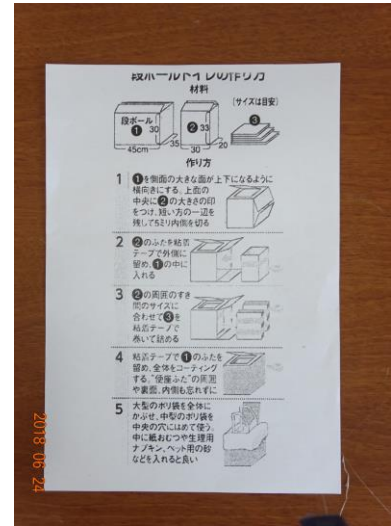 段ボールトイレの作り方
材料
(サイズは目安)
段ボール
❶
30
45cm
35
❷
33
30
20
❸
作り方
1 ❶を側面の大きな面が上下になるように
横向きにする。上面の
中央に❷の大きさの印
をつけ、短い方の一辺を
残して5ミリ内側を切る
2 ❷のふたを粘着
テープで外側に
留め、❶の中に
入れる
3 ❷の周囲のすき
間のサイズに
合わせて❸を
粘着テープで
巻いて詰める
4 粘着テープで❶のふたを
留め、全体をコーティング
する。“便座ふた”の周囲
や裏面、内側も忘れずに
5 大型のポリ袋を全体に
かぶせ、中型のポリ袋を
中央の穴にはめて使う。
中に紙おむつや生理用
ナプキン、ペット用の砂
などを入れると良い
2018 06 24